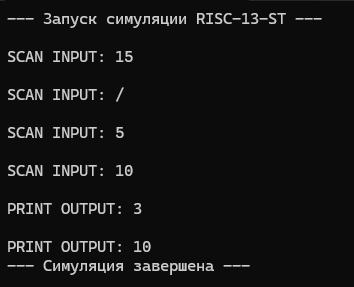 --- Запуск симуляции RISC-13-ST ---
SCAN INPUT: 15
SCAN INPUT: /
SCAN INPUT: 5
SCAN INPUT: 10
PRINT OUTPUT: 3
PRINT OUTPUT: 10
--- Симуляция завершена ---